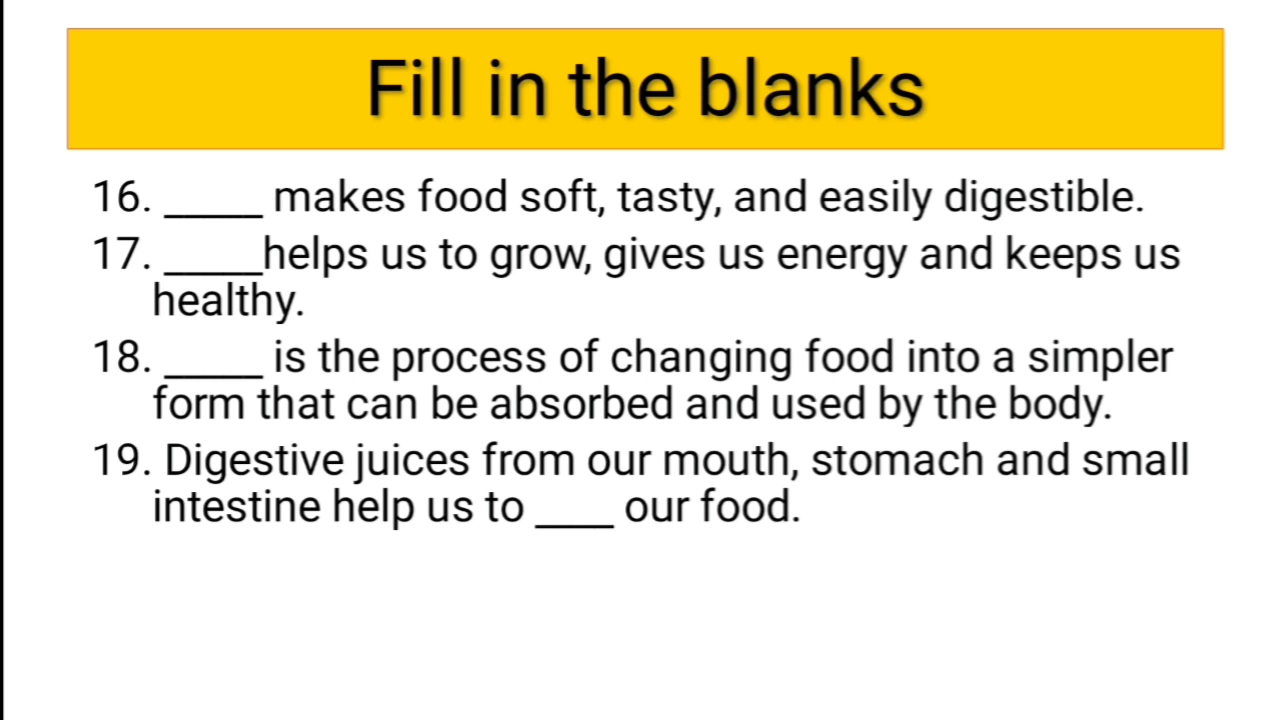 Fill in the blanks
16. _____ makes food soft, tasty, and easily digestible.
17. _____helps us to grow, gives us energy and keeps us
healthy.
18. _____ is the process of changing food into a simpler
form that can be absorbed and used by the body.
19. Digestive juices from our mouth, stomach and small
intestine help us to ____ our food.